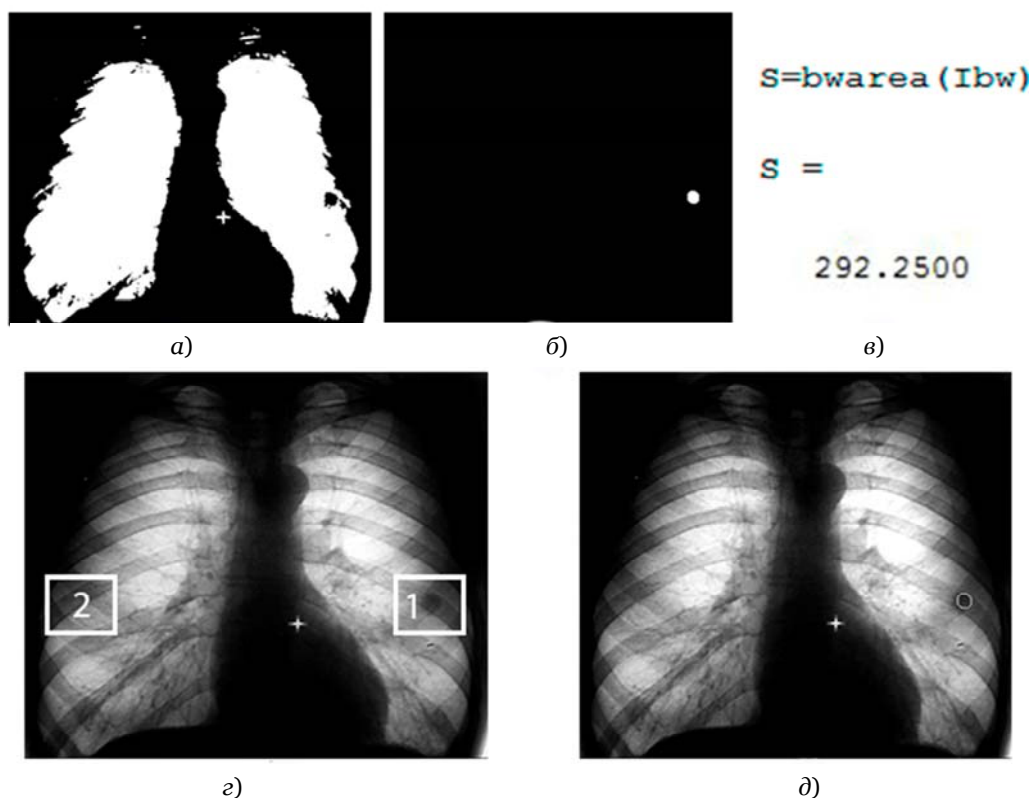 S=bwarea(Ibw)
S =
292.2500
а)
б)
в)
2
1
г)
д)